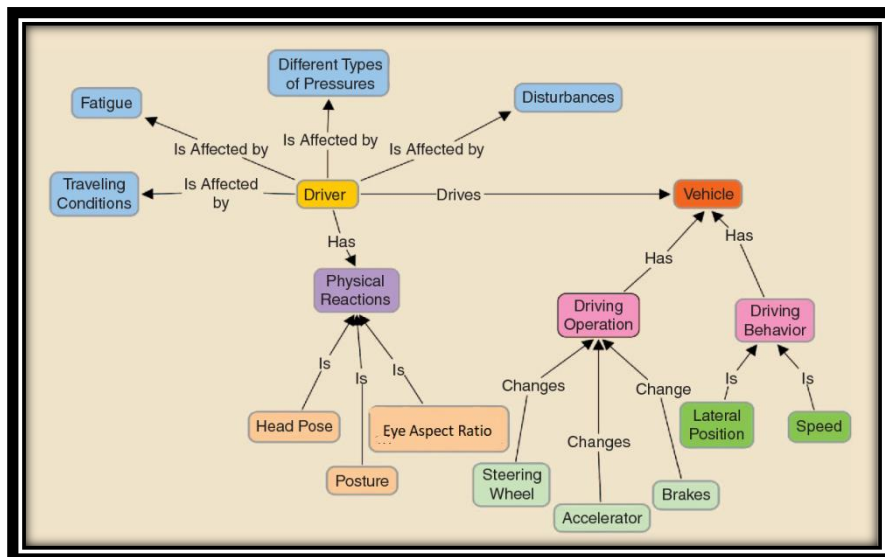 Different Types
of Pressures
Fatigue
Disturbances
Is Affected by
Is Affected by
Is Affected by
Traveling
Conditions
Is Affected
by
Driver
Drives
Vehicle
Has
Has
Has
Physical
Reactions
Driving
Operation
Driving
Behavior
Is
Is
Is
Changes
Changes
Change
Is
Is
Head Pose
Eye Aspect Ratio
...
Posture
Steering
Wheel
Accelerator
Brakes
Lateral
Position
Speed